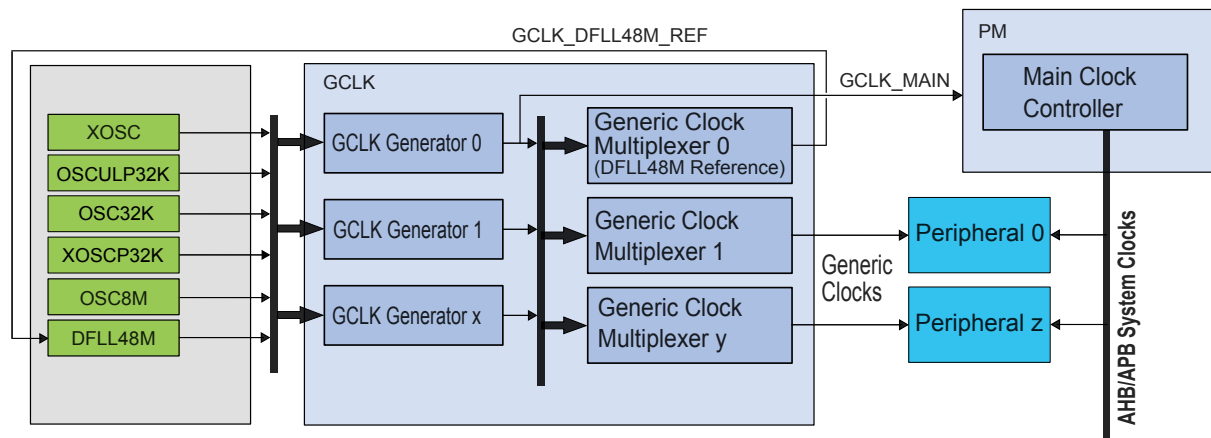 GCLK_DFLL48M_REF
PM
GCLK
GCLK_MAIN
Main Clock
Controller
XOSC
OSCULP32K
OSC32K
XOSCP32K
OSC8M
DFLL48M
GCLK Generator 0
GCLK Generator 1
GCLK Generator x
Generic Clock
Multiplexer 0
(DFLL48M Reference)
Generic Clock
Multiplexer 1
Generic Clock
Multiplexer y
Generic
Clocks
Peripheral 0
Peripheral z
AHB/APB System Clocks